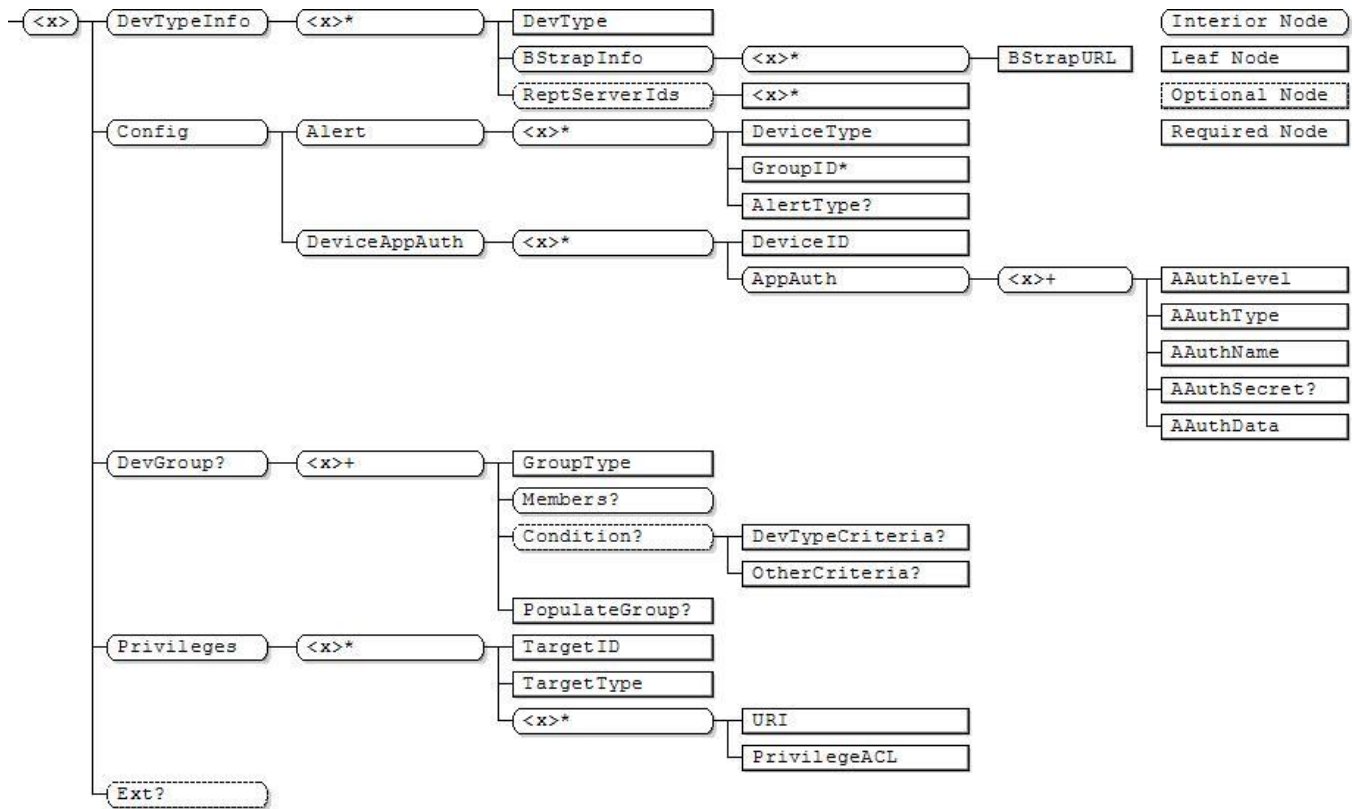 <x> DevTypeInfo <x>* DevType Interior Node
BStrapInfo <x>* BStrapURL Leaf Node
ReptServerIds <x>* Optional Node
Config Alert <x>* DeviceType Required Node
GroupID*
AlertType?
DeviceAppAuth <x>* DeviceID
AppAuth <x>+ AAuthLevel
AAuthType
AAuthName
AAuthSecret?
AAuthData
DevGroup? <x>+ GroupType
Members?
Condition? DevTypeCriteria?
OtherCriteria?
PopulateGroup?
Privileges <x>* TargetID
TargetType
<x>* URI
PrivilegeACL
Ext?